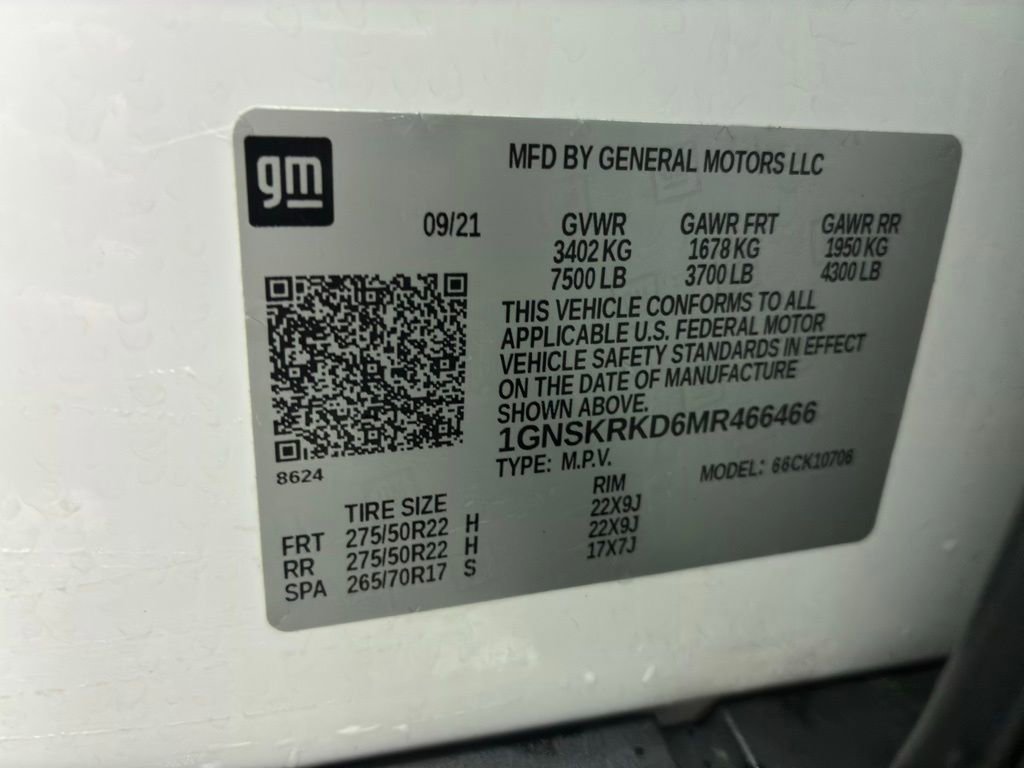 gm
MFD BY GENERAL MOTORS LLC
09/21 GVWR GAWR FRT GAWR RR
3402 KG 1678 KG 1950 KG
7500 LB 3700 LB 4300 LB
THIS VEHICLE CONFORMS TO ALL
APPLICABLE U.S. FEDERAL MOTOR
VEHICLE SAFETY STANDARDS IN EFFECT
ON THE DATE OF MANUFACTURE
SHOWN ABOVE.
1GNSKRKD6MR466466
TYPE: M.P.V. MODEL: 66CK10706
8624
TIRE SIZE RIM
FRT 275/50R22 H 22X9J
RR 275/50R22 H 22X9J
SPA 265/70R17 S 17X7J